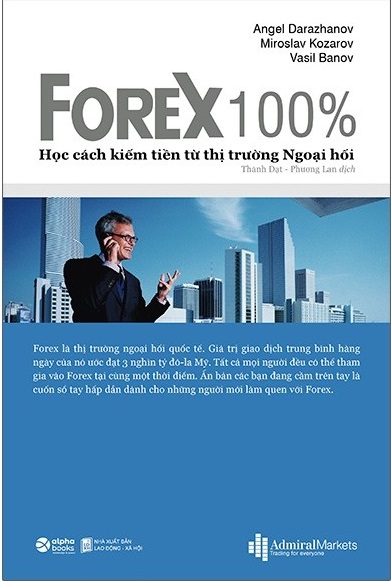 Angel Darazhanov
Miroslav Kozarov
Vasil Banov
FOREX 100%
Học cách kiếm tiền từ thị trường Ngoại hối
Thành Đạt - Phương Lan dịch
Forex là thị trường ngoại hối quốc tế. Giá trị giao dịch trung bình hàng
ngày của nó ước đạt 3 nghìn tỷ đô-la Mỹ. Tất cả mọi người đều có thể tham
gia vào Forex tại cùng một thời điểm. Ấn bản các bạn đang cầm trên tay là
cuốn sổ tay hấp dẫn dành cho những người mới làm quen với Forex.
alpha books
NHÀ XUẤT BẢN
LAO ĐỘNG - XÃ HỘI
AdmiralMarkets
Trading for everyone